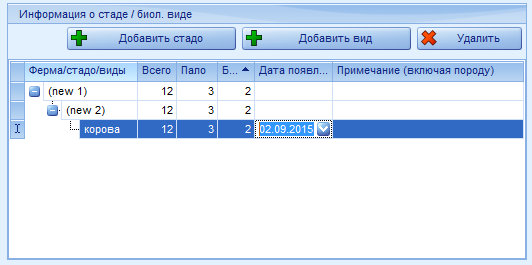 Информация о стаде / биол. виде
Добавить стадо Добавить вид Удалить
Ферма/стадо/виды Всего Пало Б... Дата появл... Примечание (включая породу)
(new 1) 12 3 2
(new 2) 12 3 2
корова 12 3 2 02.09.2015